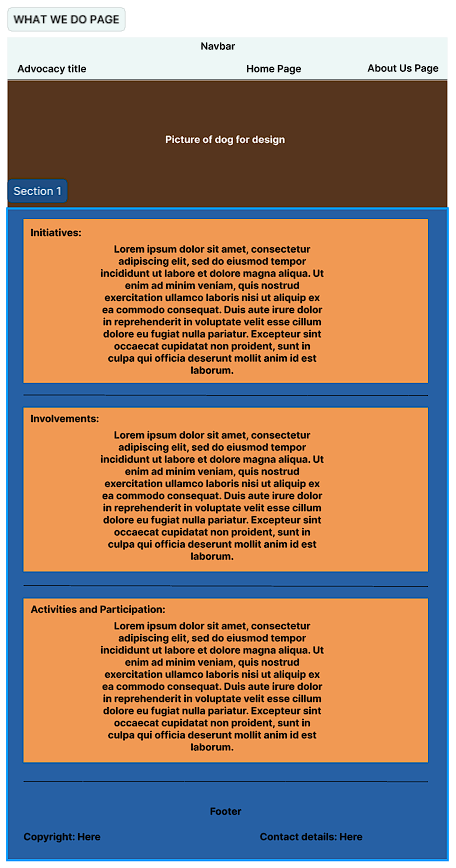 WHAT WE DO PAGE
Navbar
Advocacy title
Home Page
About Us Page
Picture of dog for design
Section 1
Initiatives:
Lorem ipsum dolor sit amet, consectetur
adipiscing elit, sed do eiusmod tempor
incididunt ut labore et dolore magna aliqua. Ut
enim ad minim veniam, quis nostrud
exercitation ullamco laboris nisi ut aliquip ex
ea commodo consequat. Duis aute irure dolor
in reprehenderit in voluptate velit esse cillum
dolore eu fugiat nulla pariatur. Excepteur sint
occaecat cupidatat non proident, sunt in
culpa qui officia deserunt mollit anim id est
laborum.
Involvements:
Lorem ipsum dolor sit amet, consectetur
adipiscing elit, sed do eiusmod tempor
incididunt ut labore et dolore magna aliqua. Ut
enim ad minim veniam, quis nostrud
exercitation ullamco laboris nisi ut aliquip ex
ea commodo consequat. Duis aute irure dolor
in reprehenderit in voluptate velit esse cillum
dolore eu fugiat nulla pariatur. Excepteur sint
occaecat cupidatat non proident, sunt in
culpa qui officia deserunt mollit anim id est
laborum.
Activities and Participation:
Lorem ipsum dolor sit amet, consectetur
adipiscing elit, sed do eiusmod tempor
incididunt ut labore et dolore magna aliqua. Ut
enim ad minim veniam, quis nostrud
exercitation ullamco laboris nisi ut aliquip ex
ea commodo consequat. Duis aute irure dolor
in reprehenderit in voluptate velit esse cillum
dolore eu fugiat nulla pariatur. Excepteur sint
occaecat cupidatat non proident, sunt in
culpa qui officia deserunt mollit anim id est
laborum.
Footer
Copyright: Here
Contact details: Here